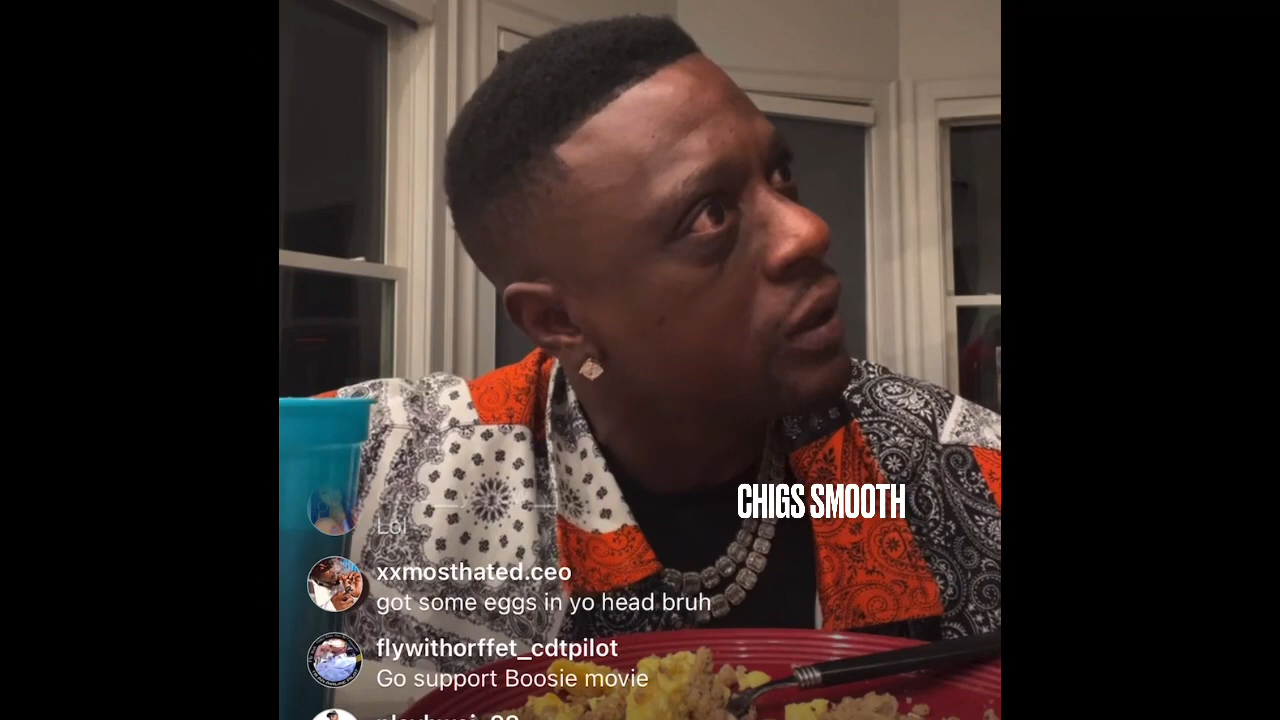 CHIGS SMOOTH
Lol
xxmosthated.ceo
got some eggs in yo head bruh
flywithorffet_cdtpilot
Go support Boosie movie